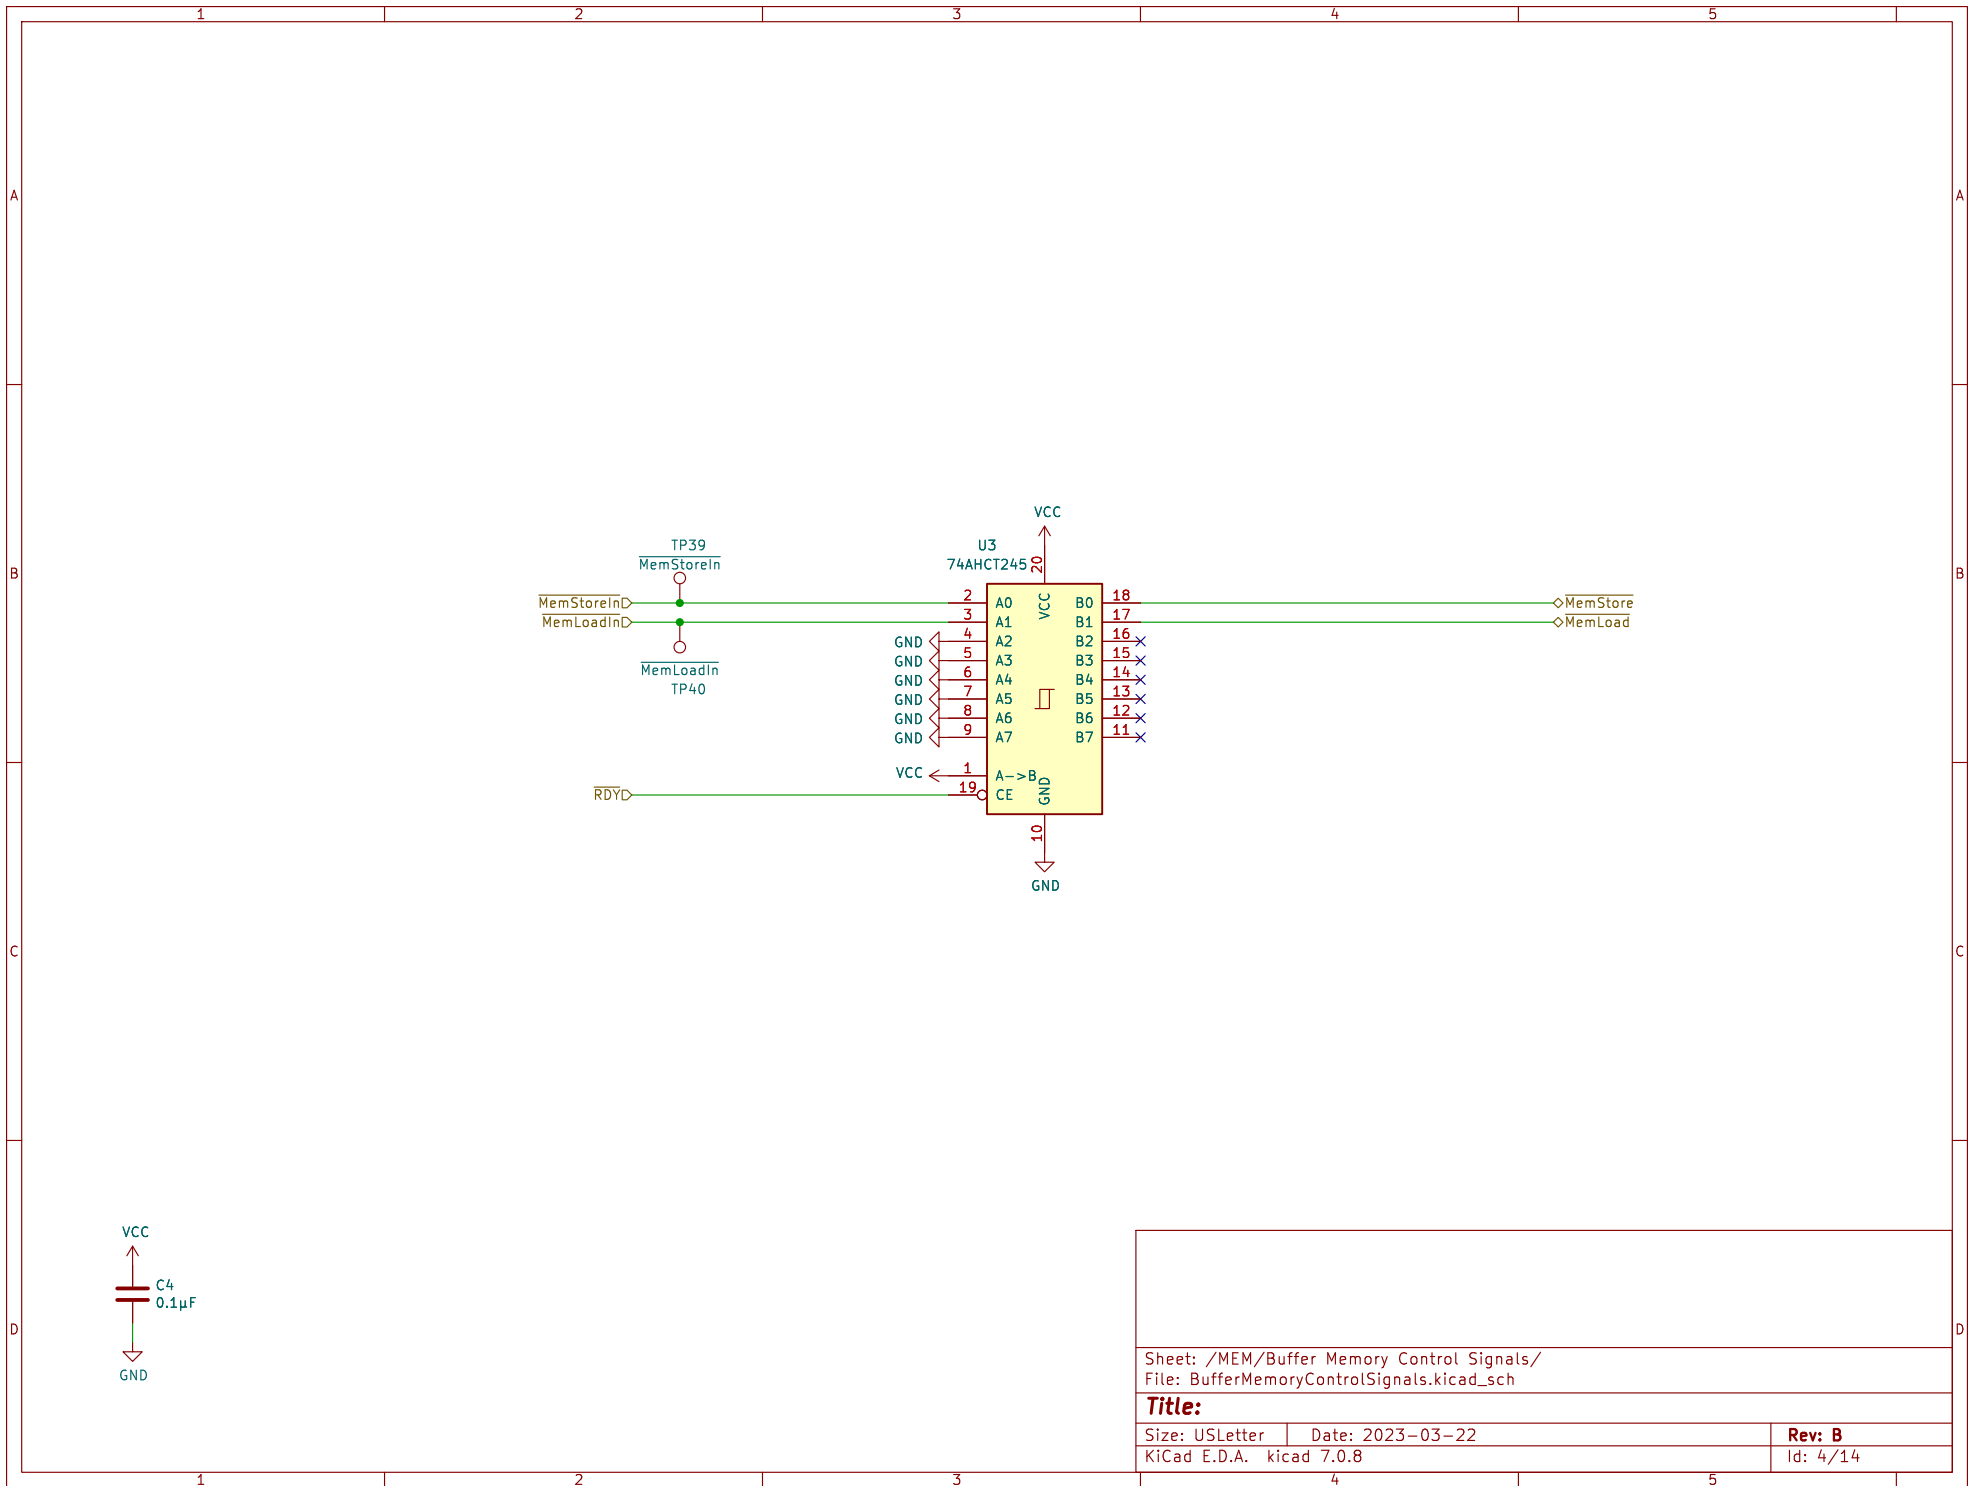 1 2 3 4 5
A A
VCC
TP39
MemStoreIn
U3
74AHCT245
20
B B
MemStoreIn 2 A0 VCC B0 18 MemStore
MemLoadIn 3 A1 B1 17 MemLoad
GND 4 A2 B2 16
GND 5 A3 B3 15
MemLoadIn
GND 6 A4 B4 14
TP40
GND 7 A5 B5 13
GND 8 A6 B6 12
GND 9 A7 B7 11
VCC 1 A->B
RDY 19 CE GND
10
GND
C C
VCC
C4
0.1µF
GND
D D
Sheet: /MEM/Buffer Memory Control Signals/
File: BufferMemoryControlSignals.kicad_sch
Title:
Size: USLetter Date: 2023-03-22 Rev: B
KiCad E.D.A. kicad 7.0.8 Id: 4/14
1 2 3 4 5